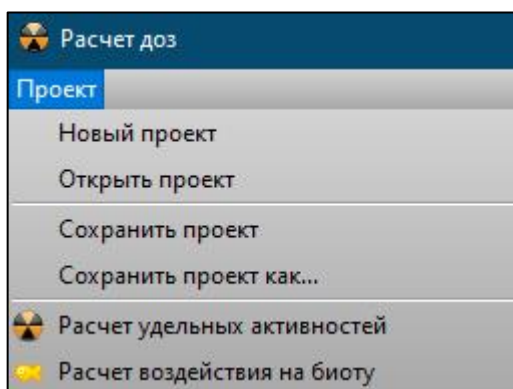 Расчет доз
Проект
Новый проект
Открыть проект
Сохранить проект
Сохранить проект как...
Расчет удельных активностей
Расчет воздействия на биоту